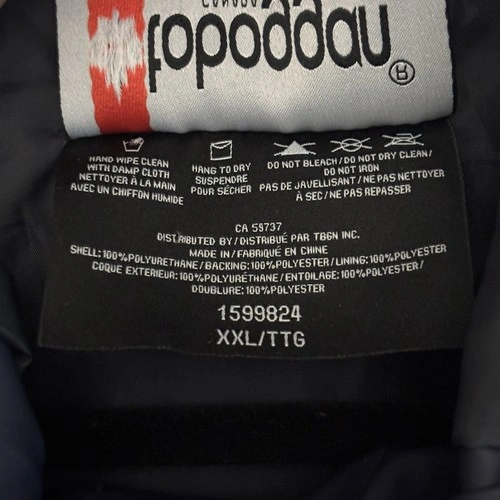 HAND WIPE CLEAN
WITH DAMP CLOTH
NETTOYER À LA MAIN
AVEC UN CHIFFON HUMIDE
HANG TO DRY
SUSPENDRE
POUR SÉCHER
DO NOT BLEACH/DO NOT DRY CLEAN/
DO NOT IRON
PAS DE JAVELLISANT/NE PAS NETTOYER
À SEC/NE PAS REPASSER
CA 59737
DISTRIBUTED BY/DISTRIBUÉ PAR TBGN INC.
MADE IN/FABRIQUÉ EN CHINE
SHELL:100%POLYURETHANE/BACKING:100%POLYESTER/LINING:100%POLYESTER
COQUE EXTERIEUR:100%POLYURETHANE/ENTOILAGE:100%POLYESTER/
DOUBLURE:100%POLYESTER
1599824
XXL/TTG